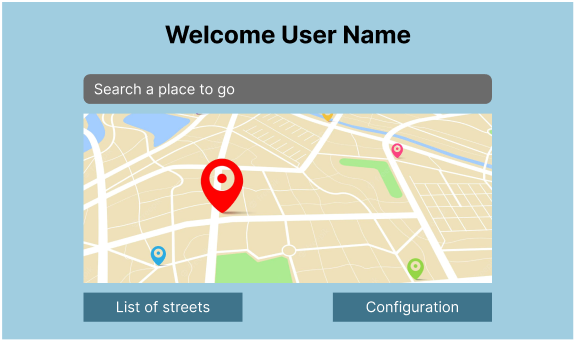 Welcome User Name
Search a place to go
List of streets
Configuration